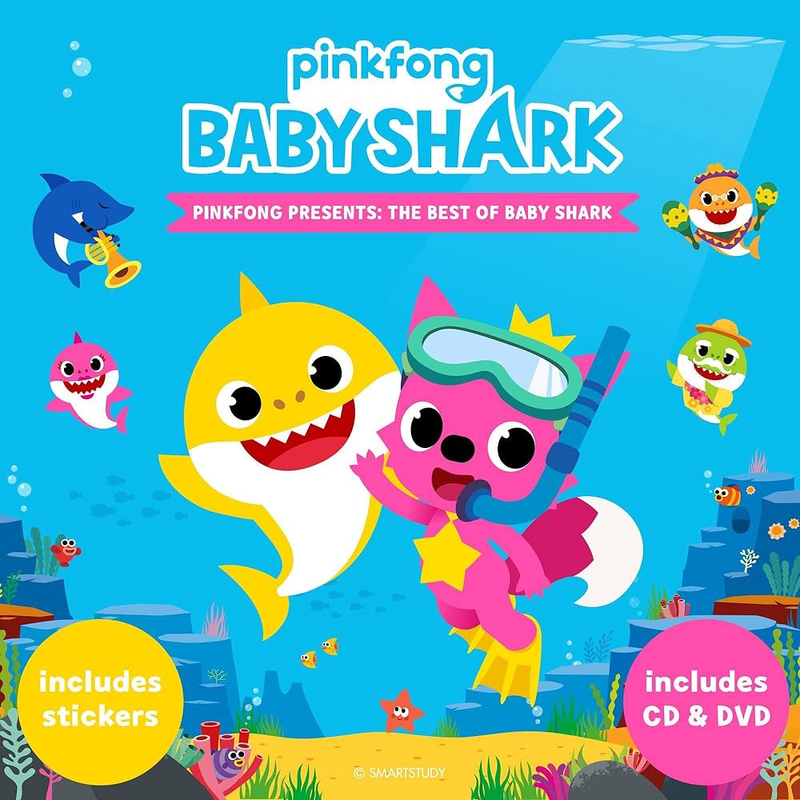 pinkfong
BABY SHARK
PINKFONG PRESENTS: THE BEST OF BABY SHARK
includes
stickers
includes
CD & DVD
© SMARTSTUDY